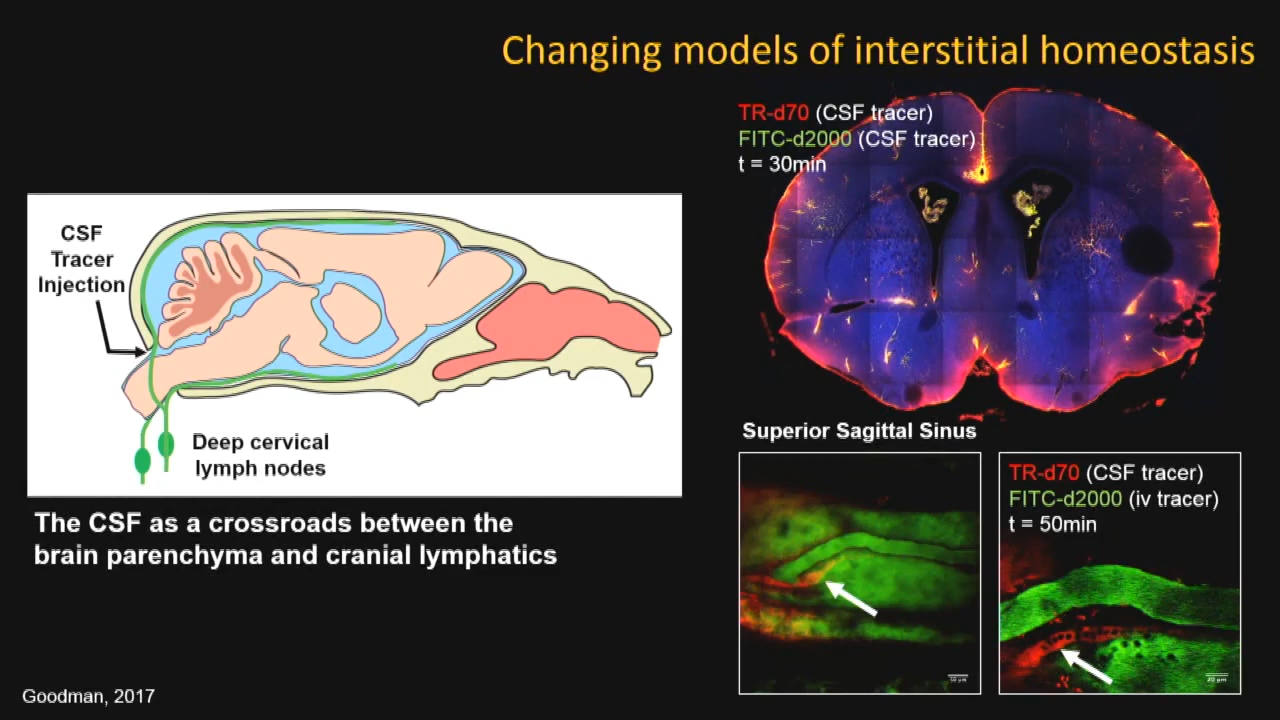 Changing models of interstitial homeostasis
TR-d70 (CSF tracer)
FITC-d2000 (CSF tracer)
t = 30min
CSF
Tracer
Injection
Deep cervical
lymph nodes
The CSF as a crossroads between the
brain parenchyma and cranial lymphatics
Superior Sagittal Sinus
TR-d70 (CSF tracer)
FITC-d2000 (iv tracer)
t = 50min
Goodman, 2017